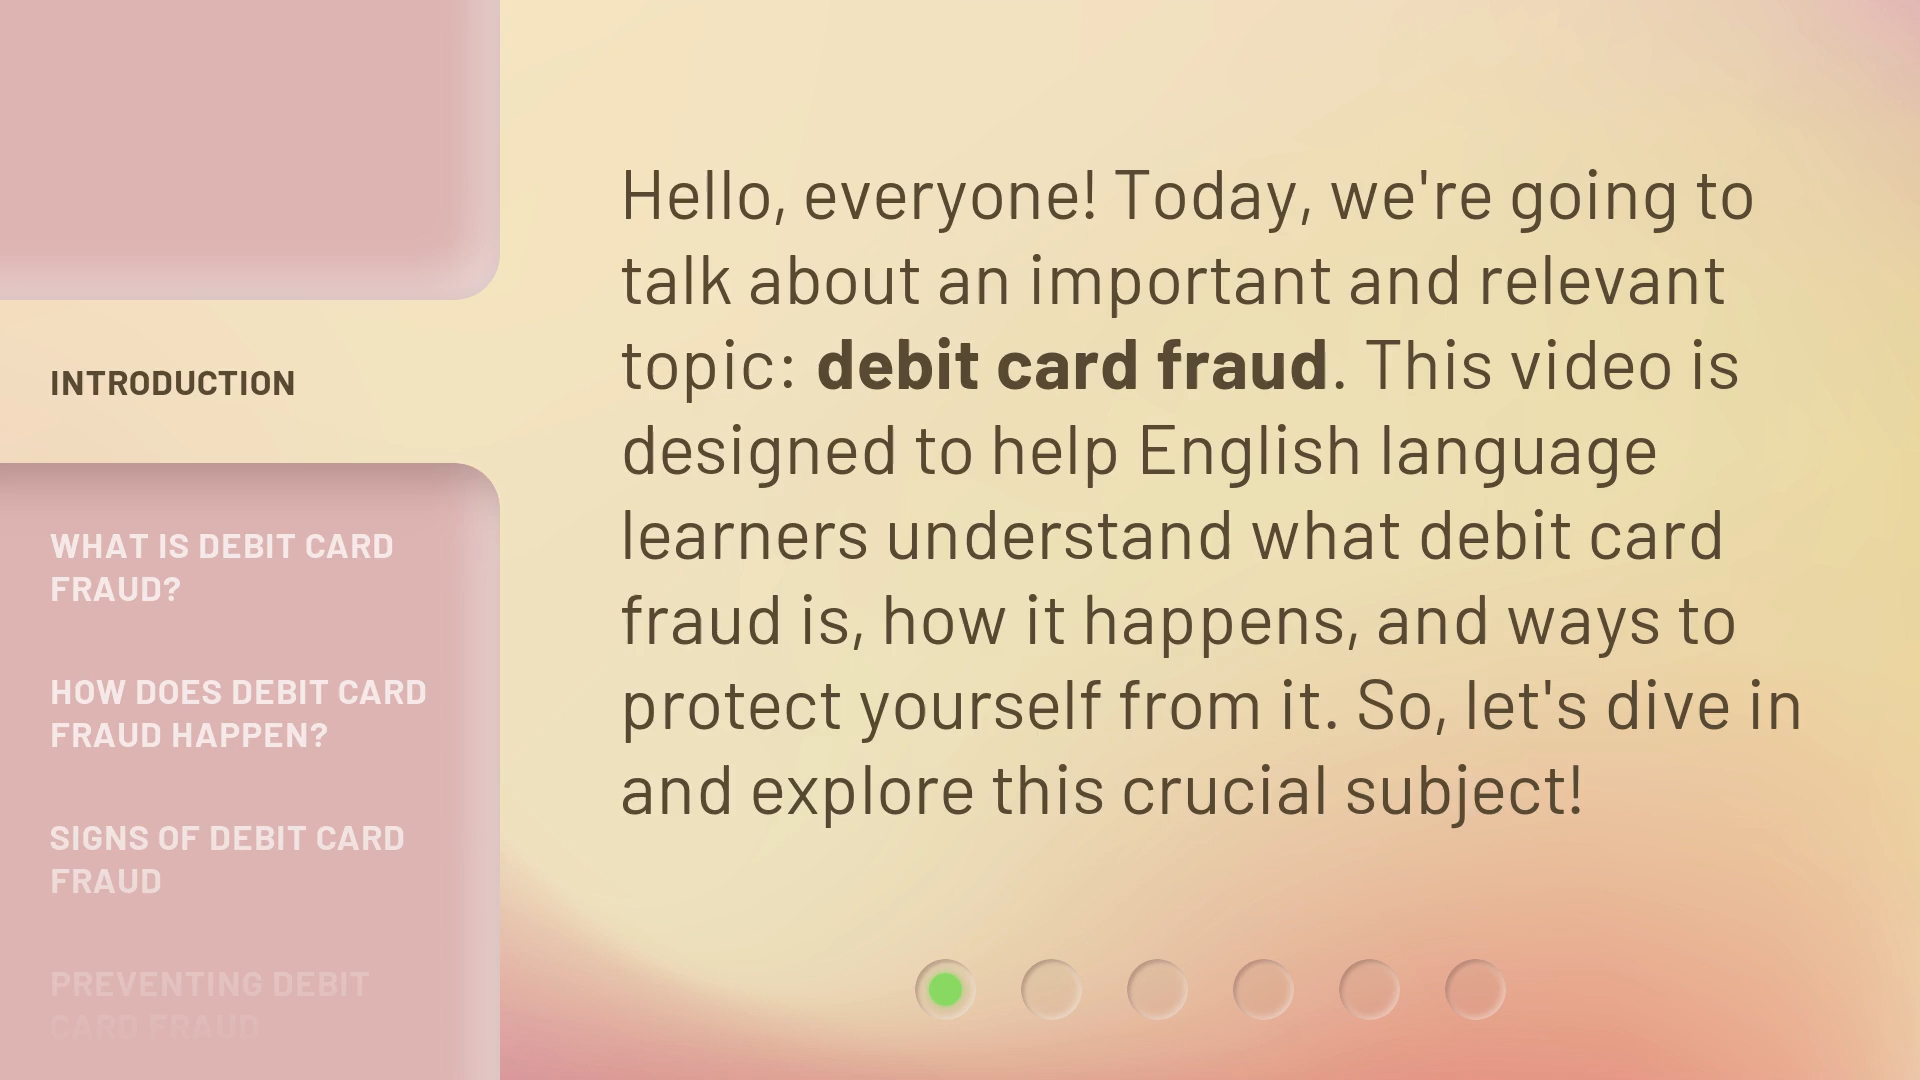 INTRODUCTION
WHAT IS DEBIT CARD
FRAUD?
HOW DOES DEBIT CARD
FRAUD HAPPEN?
SIGNS OF DEBIT CARD
FRAUD
PREVENTING DEBIT
CARD FRAUD
Hello, everyone! Today, we're going to
talk about an important and relevant
topic: debit card fraud. This video is
designed to help English language
learners understand what debit card
fraud is, how it happens, and ways to
protect yourself from it. So, let's dive in
and explore this crucial subject!